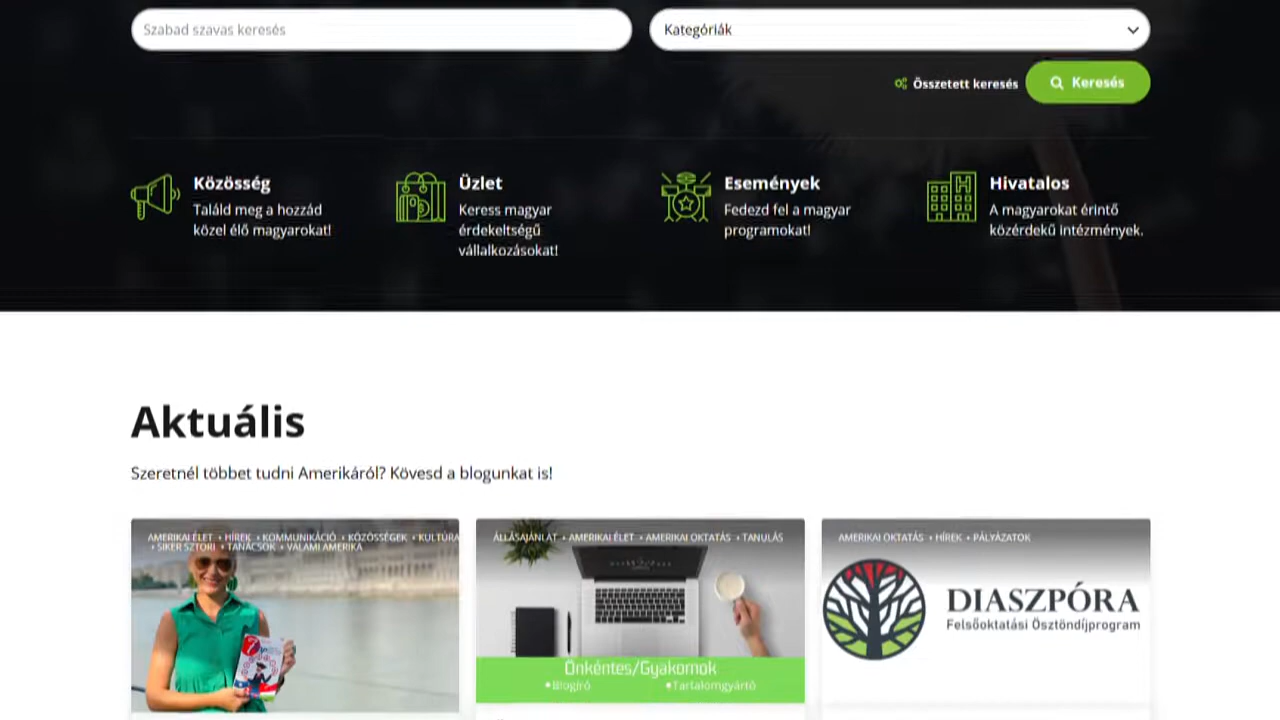 Szabad szavas keresés
Kategóriák
Összetett keresés
Keresés
Közösség
Találd meg a hozzád
közel élő magyarokat!
Üzlet
Keress magyar
érdekeltségű
vállalkozásokat!
Események
Fedezd fel a magyar
programokat!
Hivatalos
A magyarokat érintő
közérdekű intézmények.
Aktuális
Szeretnél többet tudni Amerikáról? Kövesd a blogunkat is!
AMERIKAI ÉLET • HÍREK • KOMMUNIKÁCIÓ • KÖZÖSSÉGEK • KULTÚRA
• SIKER SZTORI • TANÁCSOK • VALAMI AMERIKA
ÁLLÁSAJÁNLAT • AMERIKAI ÉLET • AMERIKAI OKTATÁS • TANULÁS
Önkéntes/Gyakornok
•Blogíró •Tartalomgyártó
AMERIKAI OKTATÁS • HÍREK • PÁLYÁZATOK
DIASZPÓRA
Felsőoktatási Ösztöndíjprogram